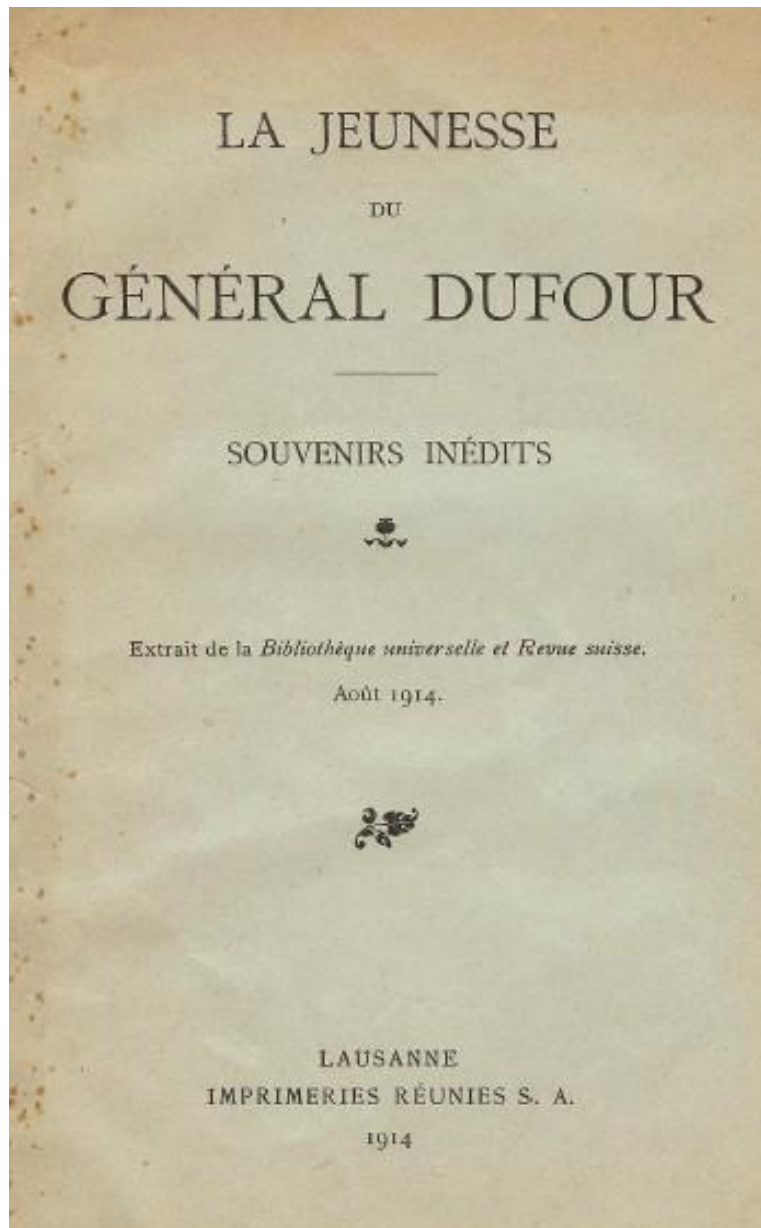 LA JEUNESSE
DU
GÉNÉRAL DUFOUR
SOUVENIRS INÉDITS
Extrait de la Bibliothèque universelle et Revue suisse.
Août 1914.
LAUSANNE
IMPRIMERIES RÉUNIES S. A.
1914